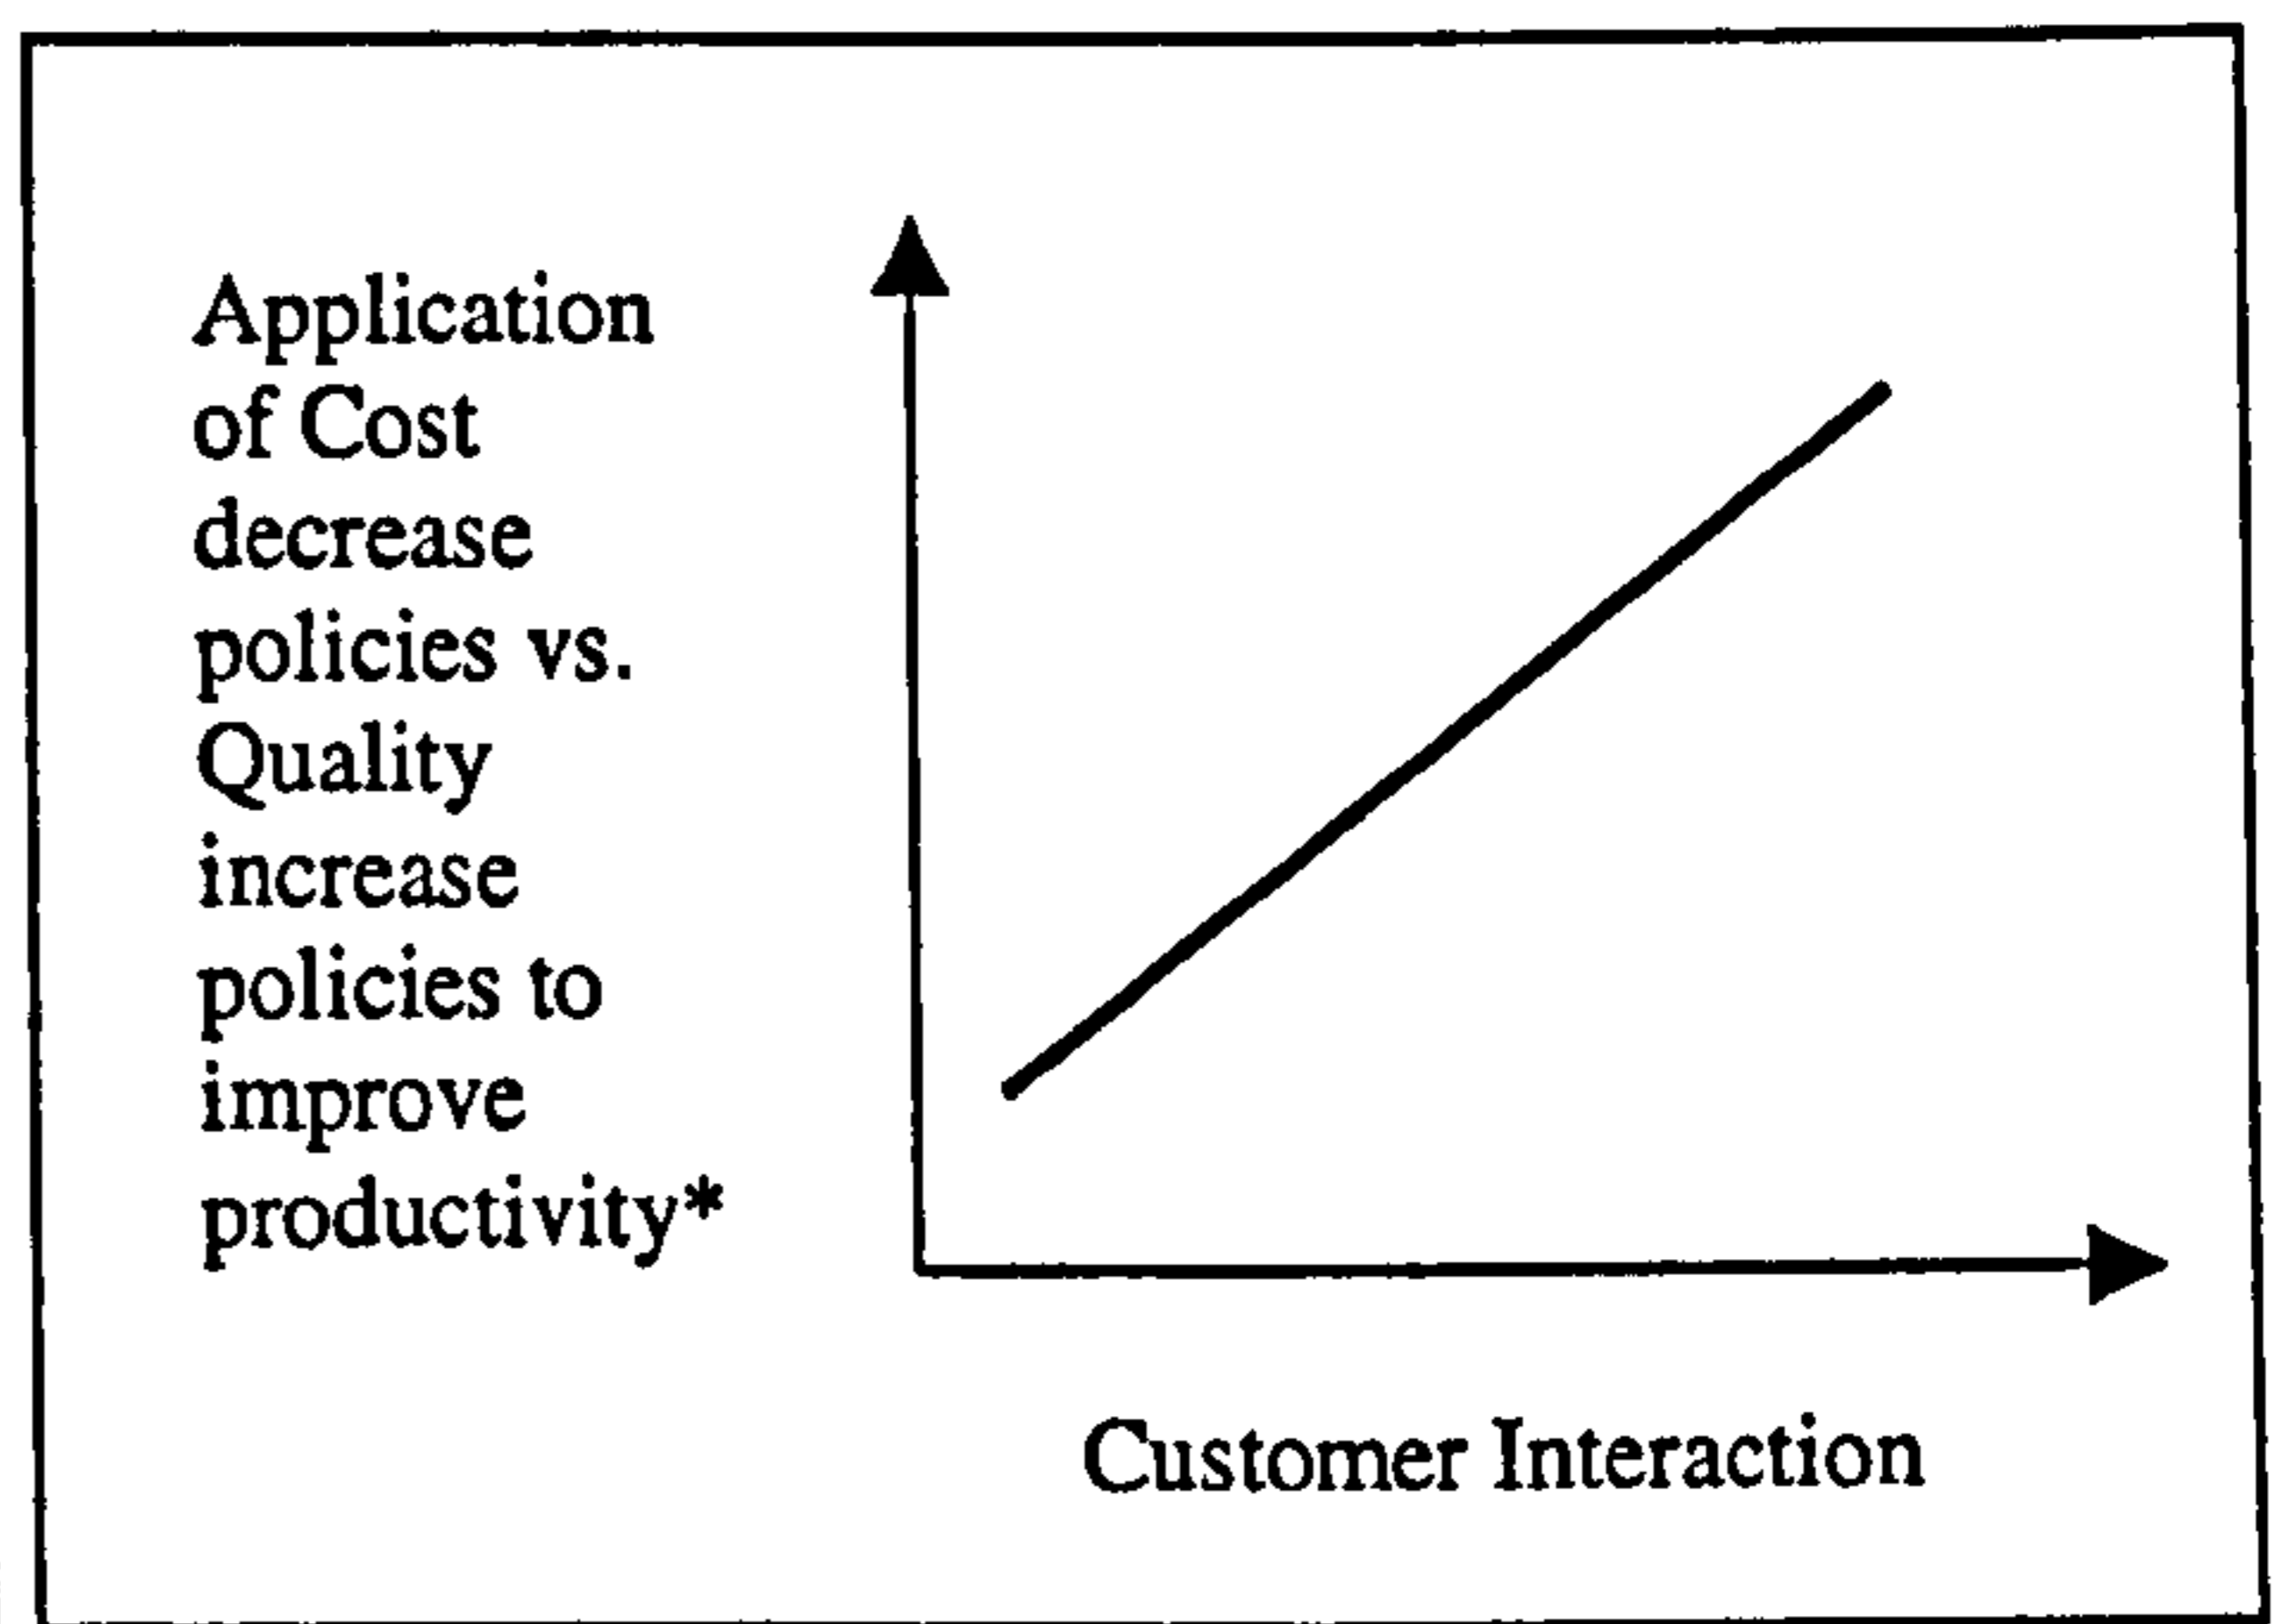 Application
of Cost
decrease
policies vs.
Quality
increase
policies to
improve
productivity*
Customer Interaction